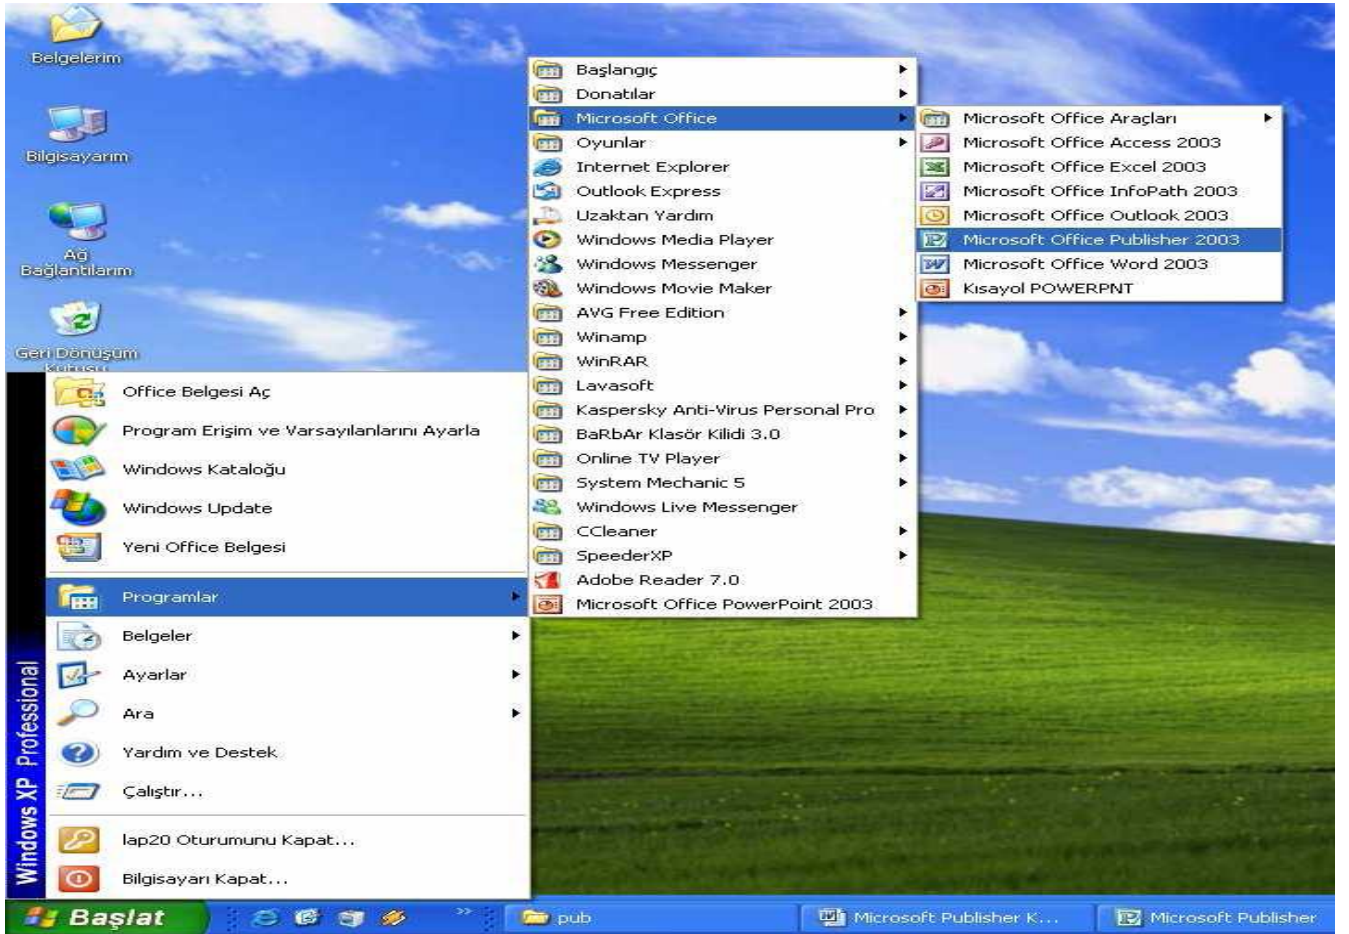 Belgelerim
Bilgisayarım
Ağ
Bağlantılarım
Geri Dönüşüm
Kutusu
Office Belgesi Aç
Program Erişim ve Varsayılanlarını Ayarla
Windows Kataloğu
Windows Update
Yeni Office Belgesi
Programlar
Belgeler
Ayarlar
Ara
Yardım ve Destek
Çalıştır...
lap20 Oturumunu Kapat...
Bilgisayarı Kapat...
Windows XP Professional
Başlangıç
Donatılar
Microsoft Office
Oyunlar
Internet Explorer
Outlook Express
Uzaktan Yardım
Windows Media Player
Windows Messenger
Windows Movie Maker
AVG Free Edition
Winamp
WinRAR
Lavasoft
Kaspersky Anti-Virus Personal Pro
BaRbAr Klasör Kilidi 3.0
Online TV Player
System Mechanic 5
Windows Live Messenger
CCleaner
SpeederXP
Adobe Reader 7.0
Microsoft Office PowerPoint 2003
Microsoft Office Araçları
Microsoft Office Access 2003
Microsoft Office Excel 2003
Microsoft Office InfoPath 2003
Microsoft Office Outlook 2003
Microsoft Office Publisher 2003
Microsoft Office Word 2003
Kısayol POWERPNT
Başlat
pub
Microsoft Publisher K...
Microsoft Publisher